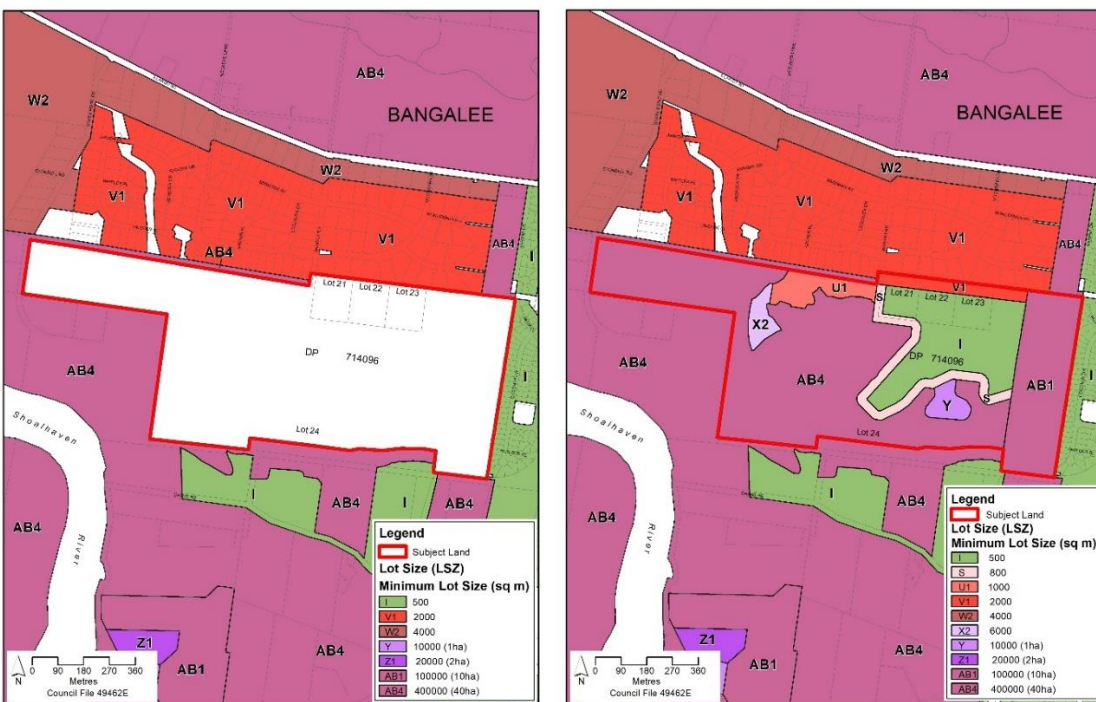 AB4
BANGALEE
W2
W2
V1
V1
V1
AB4
AB4
I
I
Lot 21
Lot 22
Lot 23
DP 714096
AB4
Lot 24
Shoalhaven
River
I
I
AB4
AB4
AB4
Z1
AB1
AB4
Legend
Subject Land
Lot Size (LSZ)
Minimum Lot Size (sq m)
I 500
V1 2000
W2 4000
Y 10000 (1ha)
Z1 20000 (2ha)
AB1 100000 (10ha)
AB4 400000 (40ha)
N
0 90 180 270 360
Metres
Council File 49462E
AB4
BANGALEE
W2
W2
V1
V1
V1
AB4
I
I
U1
V1
S
Lot 21
Lot 22
Lot 23
X2
I
DP 714096
AB4
AB4
AB1
S
Y
Lot 24
Shoalhaven
River
I
AB4
AB4
Z1
AB1
AB4
Legend
Subject Land
Lot Size (LSZ)
Minimum Lot Size (sq m)
I 500
S 800
U1 1000
V1 2000
W2 4000
X2 6000
Y 10000 (1ha)
Z1 20000 (2ha)
AB1 100000 (10ha)
AB4 400000 (40ha)
N
0 90 180 270 360
Metres
Council File 49462E